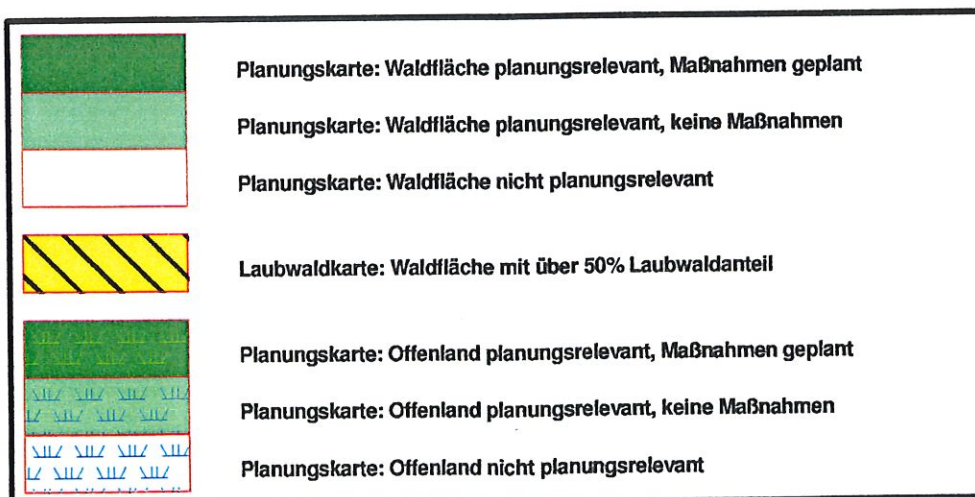 Planungskarte: Waldfläche planungsrelevant, Maßnahmen geplant
Planungskarte: Waldfläche planungsrelevant, keine Maßnahmen
Planungskarte: Waldfläche nicht planungsrelevant
Laubwaldkarte: Waldfläche mit über 50% Laubwaldanteil
Planungskarte: Offenland planungsrelevant, Maßnahmen geplant
Planungskarte: Offenland planungsrelevant, keine Maßnahmen
Planungskarte: Offenland nicht planungsrelevant